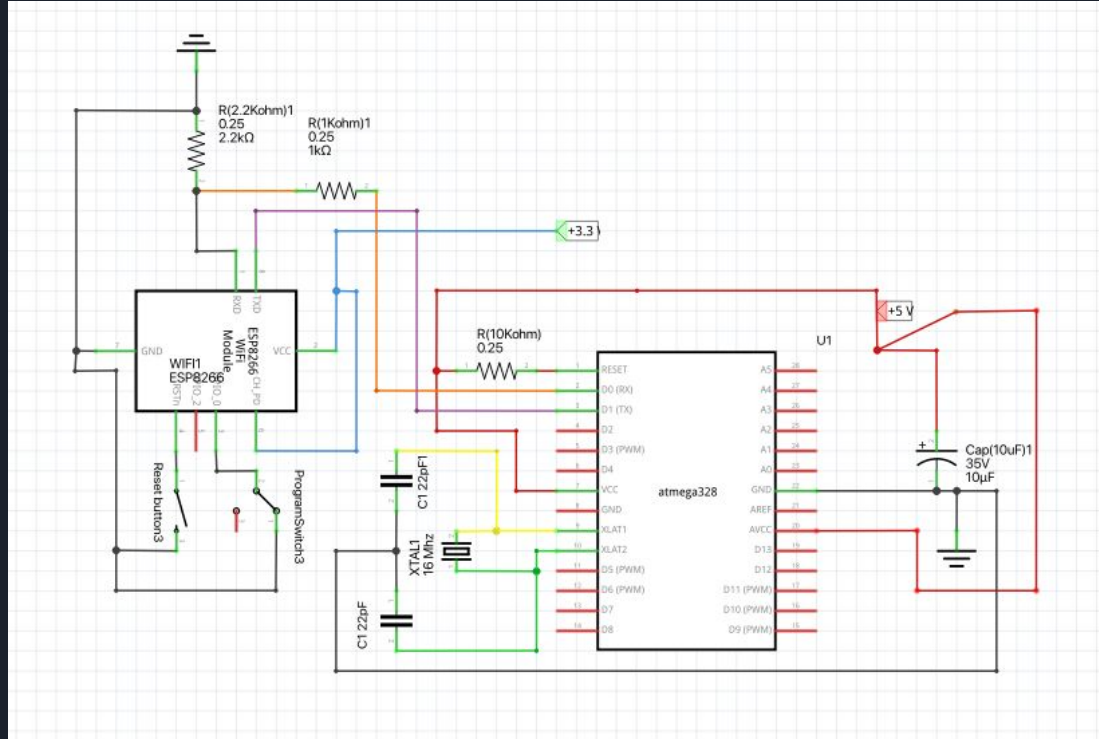 R(2.2Kohm)1
0.25
2.2kΩ
R(1Kohm)1
0.25
1kΩ
+3.3
+5 V
RXD
TXD
GND
7
ESP8266
WiFi
Module
VCC
2
WIFI1
ESP8266
RSTn
IO_2
IO_0
CH_PD
Reset button3
ProgramSwitch3
R(10Kohm)
0.25
U1
RESET
D0 (RX)
D1 (TX)
D2
D3 (PWM)
D4
VCC
GND
XLAT1
XLAT2
D5 (PWM)
D6 (PWM)
D7
D8
atmega328
A5
A4
A3
A2
A1
A0
GND
AREF
AVCC
D13
D12
D11 (PWM)
D10 (PWM)
D9 (PWM)
C1 22pF1
XTAL1
16 Mhz
C1 22pF
+
Cap(10uF)1
35V
10µF